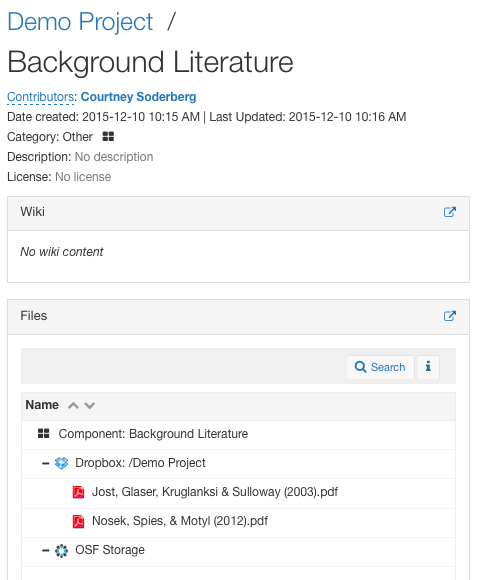 Demo Project /
Background Literature
Contributors: Courtney Soderberg
Date created: 2015-12-10 10:15 AM | Last Updated: 2015-12-10 10:16 AM
Category: Other
Description: No description
License: No license
Wiki
No wiki content
Files
Search i
Name
Component: Background Literature
Dropbox: /Demo Project
Jost, Glaser, Kruglanksi & Sulloway (2003).pdf
Nosek, Spies, & Motyl (2012).pdf
OSF Storage